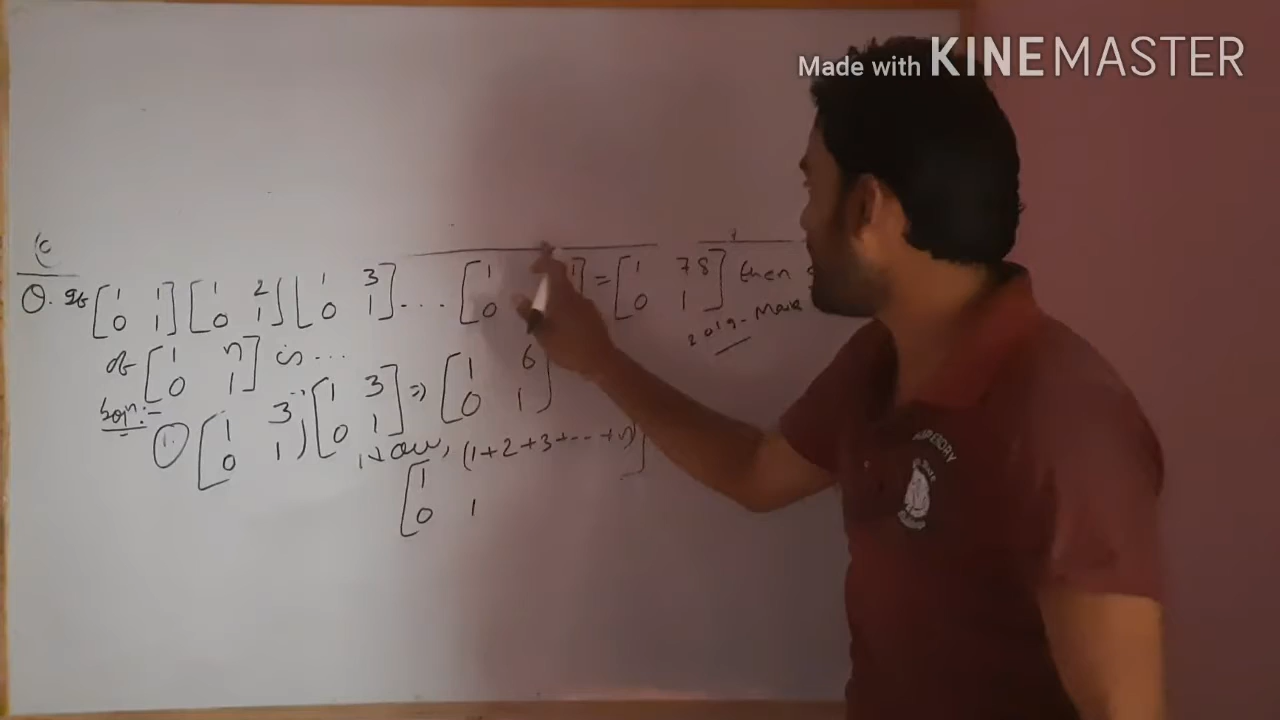 Made with KINEMASTER
Q. If [1 1 [1 2 [1 3 ... [1 = [1 78 then
0 1] 0 1] 0 1] 0 0 1]
2019-
of [1 n is ...
0 1]
Soln:-
1. [1 3 [1 3 => [1 6
0 1] 0 1] 0 1]
Now,
[1 (1+2+3+...+n)
0 1 ]